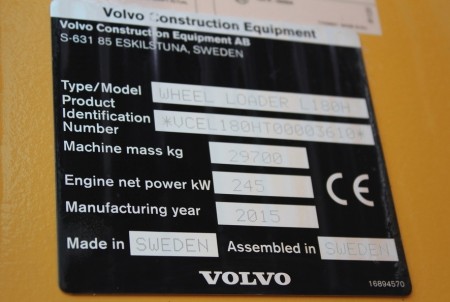 Volvo Construction Equipment
Volvo Construction Equipment AB
S-631 85 ESKILSTUNA, SWEDEN
Type/Model WHEEL LOADER L180H
Product
Identification
Number *VCEL180HT00003610*
Machine mass kg 29700
Engine net power kW 245
Manufacturing year 2015
CE
Made in SWEDEN Assembled in SWEDEN
VOLVO
16894570